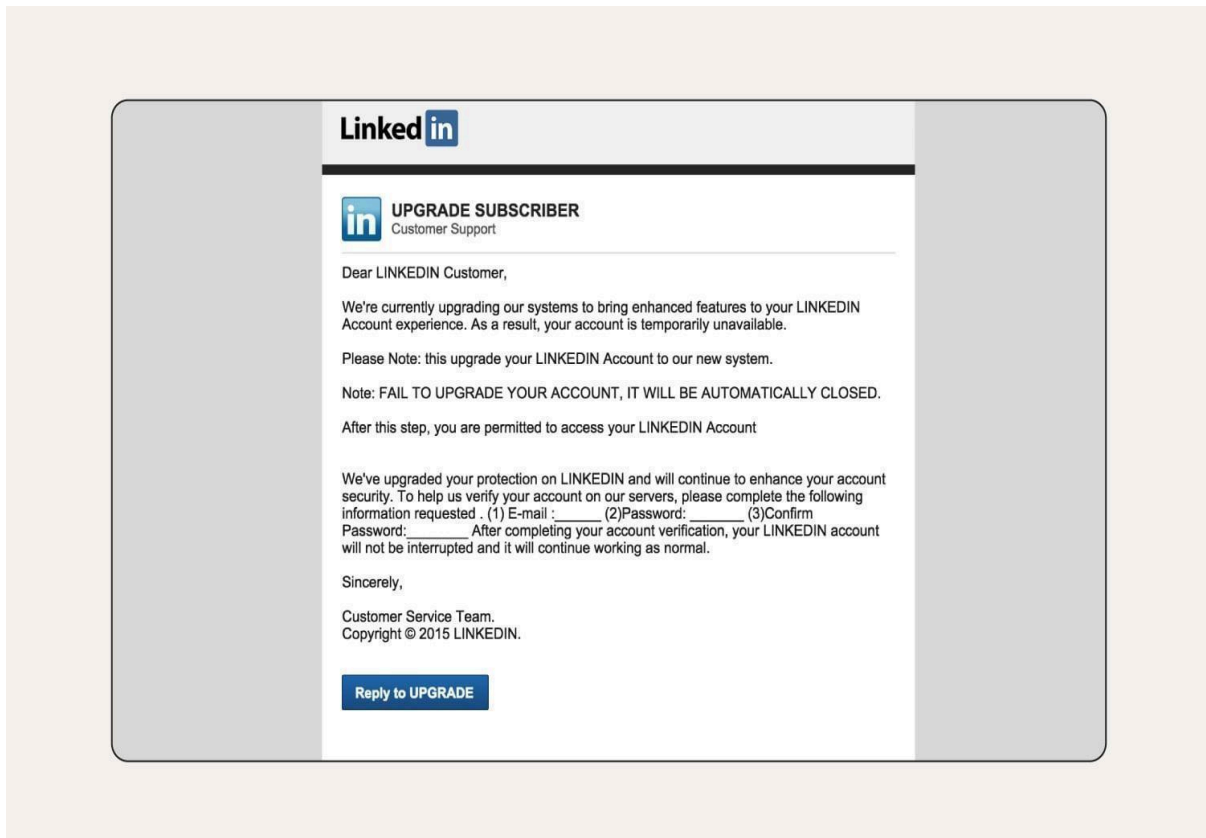 Linked in
in
UPGRADE SUBSCRIBER
Customer Support
Dear LINKEDIN Customer,
We're currently upgrading our systems to bring enhanced features to your LINKEDIN
Account experience. As a result, your account is temporarily unavailable.
Please Note: this upgrade your LINKEDIN Account to our new system.
Note: FAIL TO UPGRADE YOUR ACCOUNT, IT WILL BE AUTOMATICALLY CLOSED.
After this step, you are permitted to access your LINKEDIN Account
We've upgraded your protection on LINKEDIN and will continue to enhance your account
security. To help us verify your account on our servers, please complete the following
information requested . (1) E-mail :______ (2)Password: _______ (3)Confirm
Password:________ After completing your account verification, your LINKEDIN account
will not be interrupted and it will continue working as normal.
Sincerely,
Customer Service Team.
Copyright © 2015 LINKEDIN.
Reply to UPGRADE